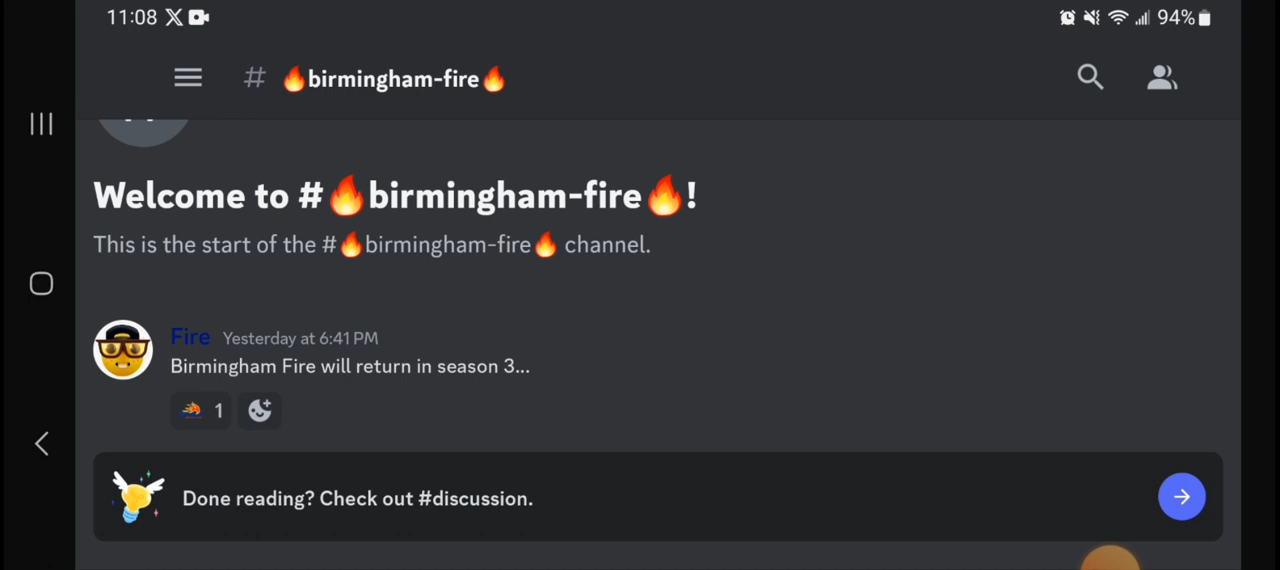 11:08 94%
# 🔥birmingham-fire🔥
Welcome to #🔥birmingham-fire🔥!
This is the start of the #🔥birmingham-fire🔥 channel.
Fire Yesterday at 6:41 PM
Birmingham Fire will return in season 3...
1
Done reading? Check out #discussion.